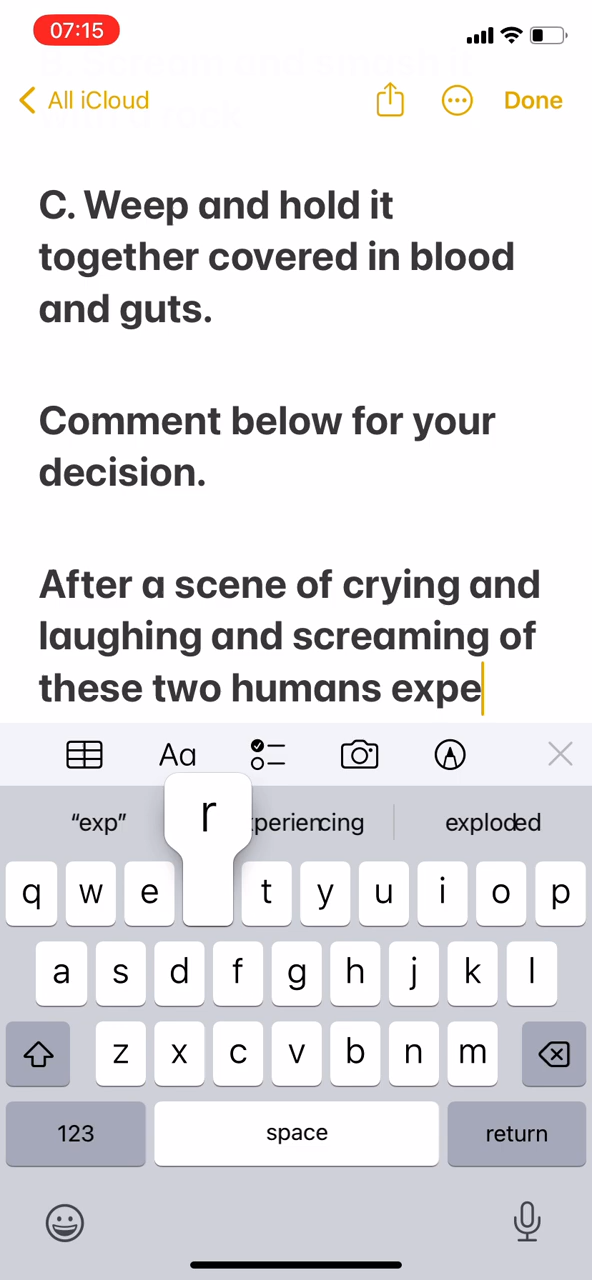 07:15
All iCloud
Done
C. Weep and hold it
together covered in blood
and guts.
Comment below for your
decision.
After a scene of crying and
laughing and screaming of
these two humans expe
Aa
“exp”
exploded
r
q w e t y u i o p
a s d f g h j k l
z x c v b n m
123
space
return